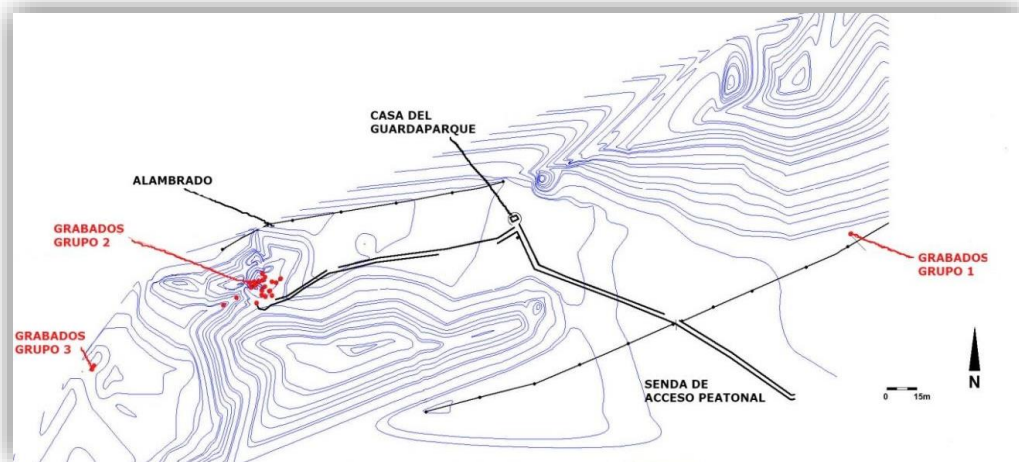 CASA DEL
GUARDAPARQUE
ALAMBRADO
GRABADOS
GRUPO 2
GRABADOS
GRUPO 1
GRABADOS
GRUPO 3
SENDA DE
ACCESO PEATONAL
0 15m
N